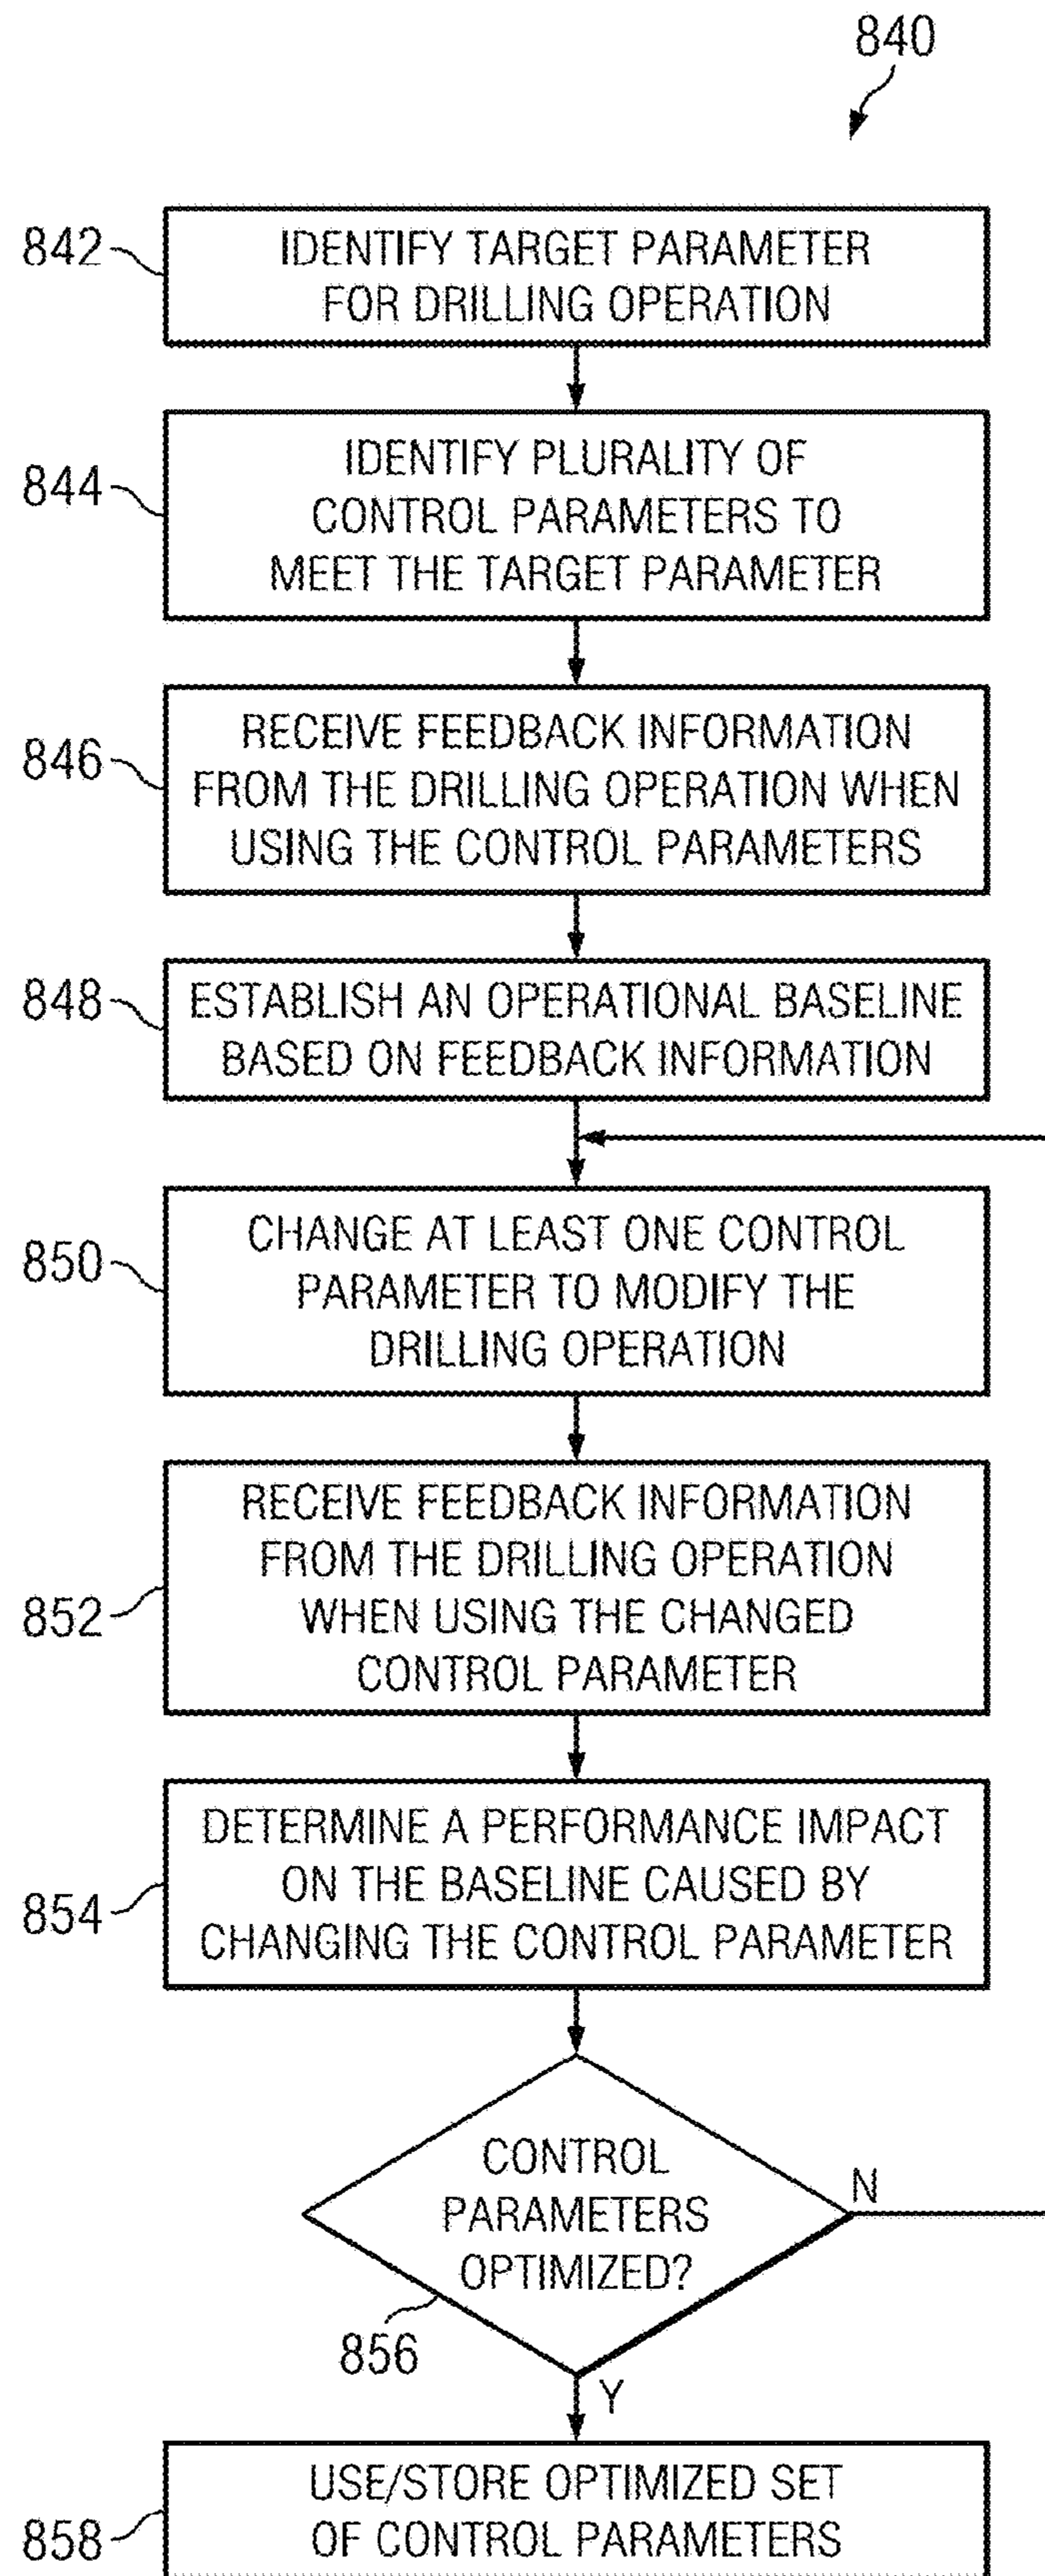 840
842
IDENTIFY TARGET PARAMETER
FOR DRILLING OPERATION
844
IDENTIFY PLURALITY OF
CONTROL PARAMETERS TO
MEET THE TARGET PARAMETER
846
RECEIVE FEEDBACK INFORMATION
FROM THE DRILLING OPERATION WHEN
USING THE CONTROL PARAMETERS
848
ESTABLISH AN OPERATIONAL BASELINE
BASED ON FEEDBACK INFORMATION
850
CHANGE AT LEAST ONE CONTROL
PARAMETER TO MODIFY THE
DRILLING OPERATION
852
RECEIVE FEEDBACK INFORMATION
FROM THE DRILLING OPERATION
WHEN USING THE CHANGED
CONTROL PARAMETER
854
DETERMINE A PERFORMANCE IMPACT
ON THE BASELINE CAUSED BY
CHANGING THE CONTROL PARAMETER
CONTROL
PARAMETERS
OPTIMIZED?
N
856
Y
858
USE/STORE OPTIMIZED SET
OF CONTROL PARAMETERS